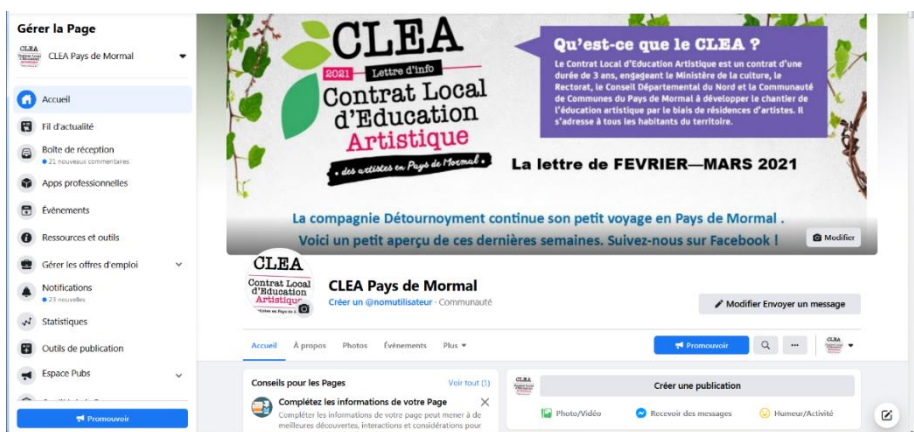 Gérer la Page
CLEA Pays de Mormal
Accueil
Fil d'actualité
Boîte de réception
21 nouveaux commentaires
Apps professionnelles
Évènements
Ressources et outils
Gérer les offres d'emploi
Notifications
23 nouvelles
Statistiques
Outils de publication
Espace Pubs
Promouvoir
CLEA
2021 Lettre d'info
Contrat Local
d'Education
Artistique
• des artistes en Pays de Mormal •
Qu'est-ce que le CLEA ?
Le Contrat Local d'Education Artistique est un contrat d'une
durée de 3 ans, engageant le Ministère de la culture, le
Rectorat, le Conseil Départemental du Nord et la Communauté
de Communes du Pays de Mormal à développer le chantier de
l'éducation artistique par le biais de résidences d'artistes. Il
s'adresse à tous les habitants du territoire.
La lettre de FEVRIER—MARS 2021
La compagnie Détournoyment continue son petit voyage en Pays de Mormal .
Voici un petit aperçu de ces dernières semaines. Suivez-nous sur Facebook !
Modifier
CLEA
Contrat Local
d'Education
Artistique
CLEA Pays de Mormal
Créer un @nomutilisateur · Communauté
Modifier Envoyer un message
Accueil À propos Photos Évènements Plus
Promouvoir
Conseils pour les Pages Voir tout (1)
Complétez les informations de votre Page
Compléter les informations de votre page peut mener à de
meilleures découvertes, interactions et considérations pour
Créer une publication
Photo/Vidéo Recevoir des messages Humeur/Activité